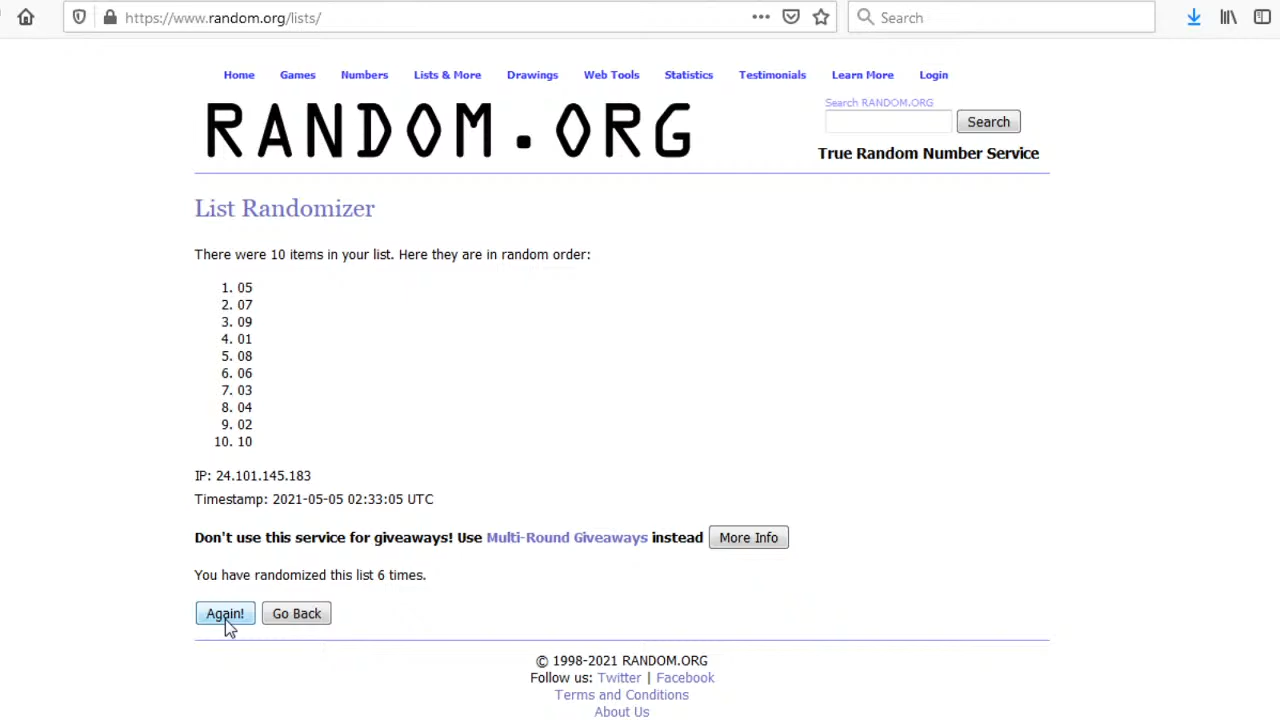 https://www.random.org/lists/
Search
Home Games Numbers Lists & More Drawings Web Tools Statistics Testimonials Learn More Login
RANDOM.ORG
Search RANDOM.ORG
Search
True Random Number Service
List Randomizer
There were 10 items in your list. Here they are in random order:
1. 05
2. 07
3. 09
4. 01
5. 08
6. 06
7. 03
8. 04
9. 02
10. 10
IP: 24.101.145.183
Timestamp: 2021-05-05 02:33:05 UTC
Don't use this service for giveaways! Use Multi-Round Giveaways instead More Info
You have randomized this list 6 times.
Again! Go Back
© 1998-2021 RANDOM.ORG
Follow us: Twitter | Facebook
Terms and Conditions
About Us